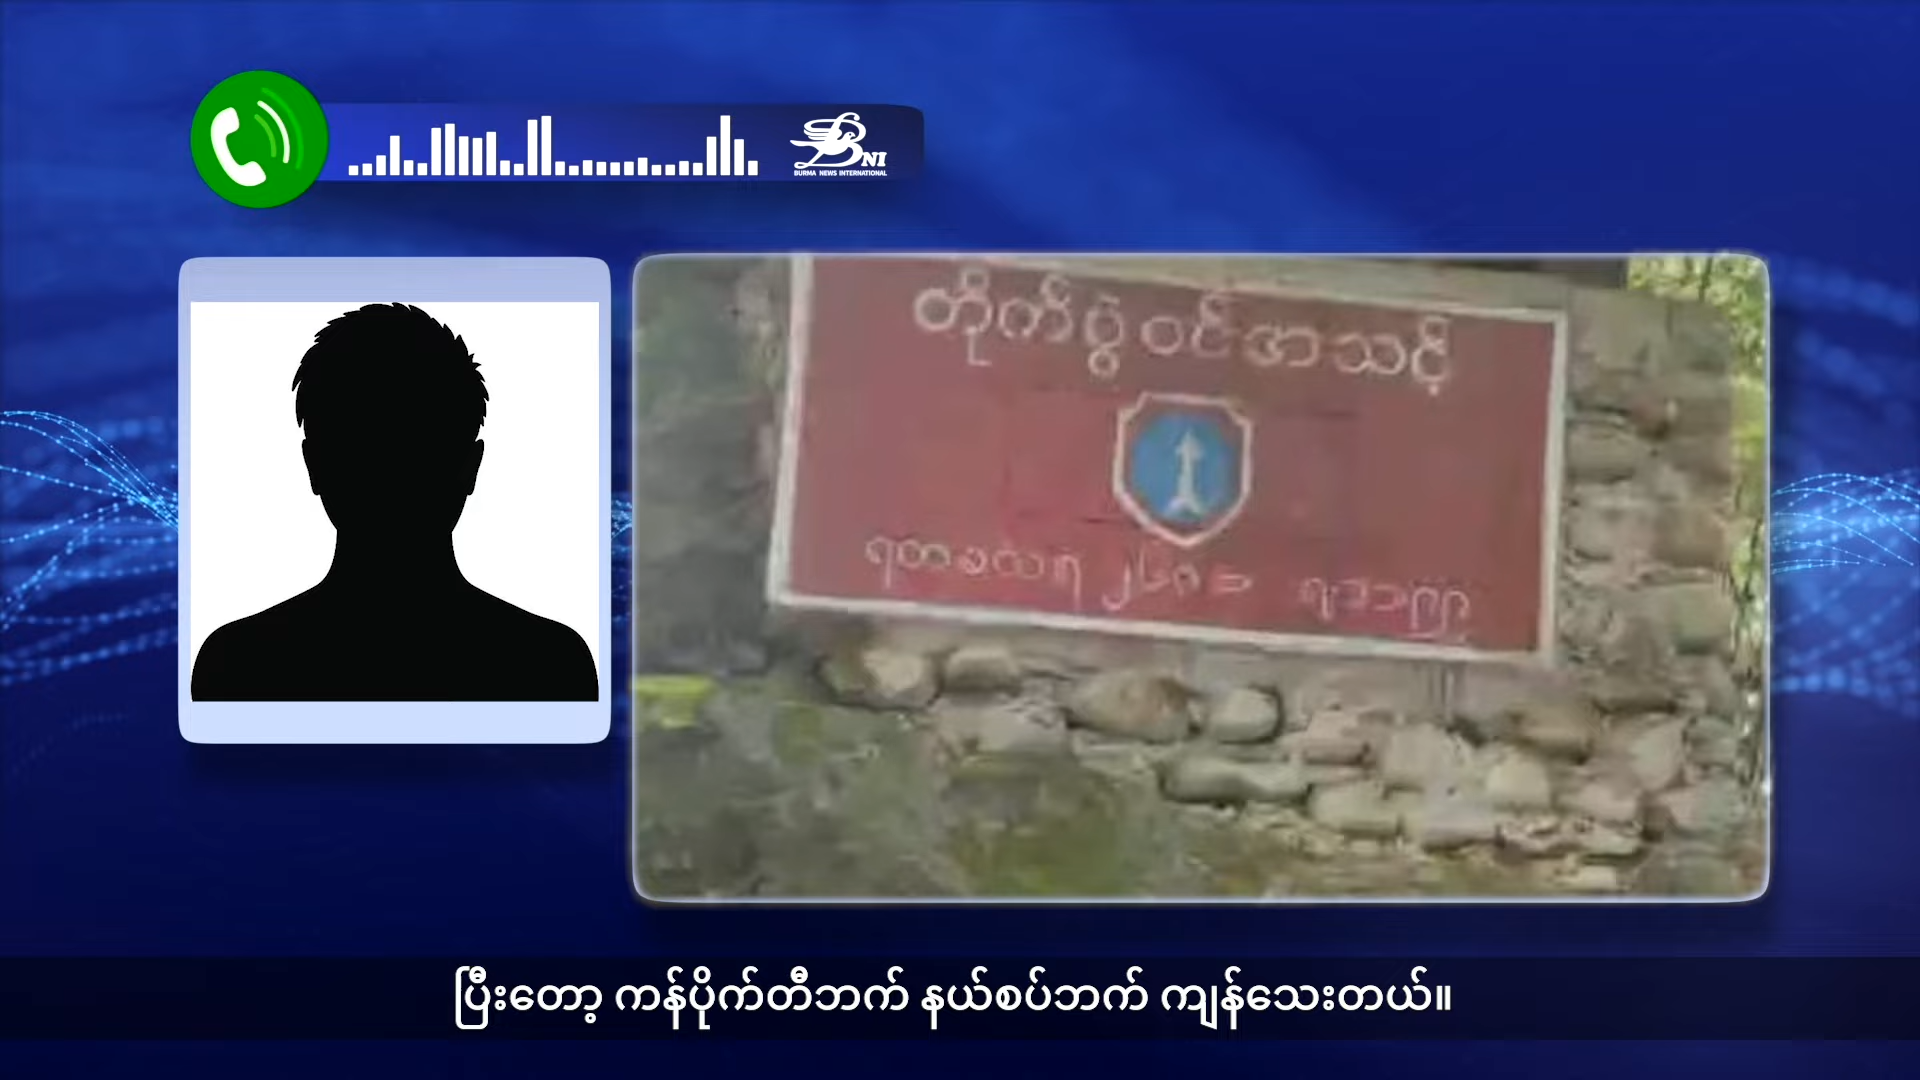 BNI
BURMA NEWS INTERNATIONAL
တိုက်ပွဲဝင်အာသင့်
ပြီးတော့ ကန်ပိုက်တီဘက် နယ်စပ်ဘက် ကျန်သေးတယ်။